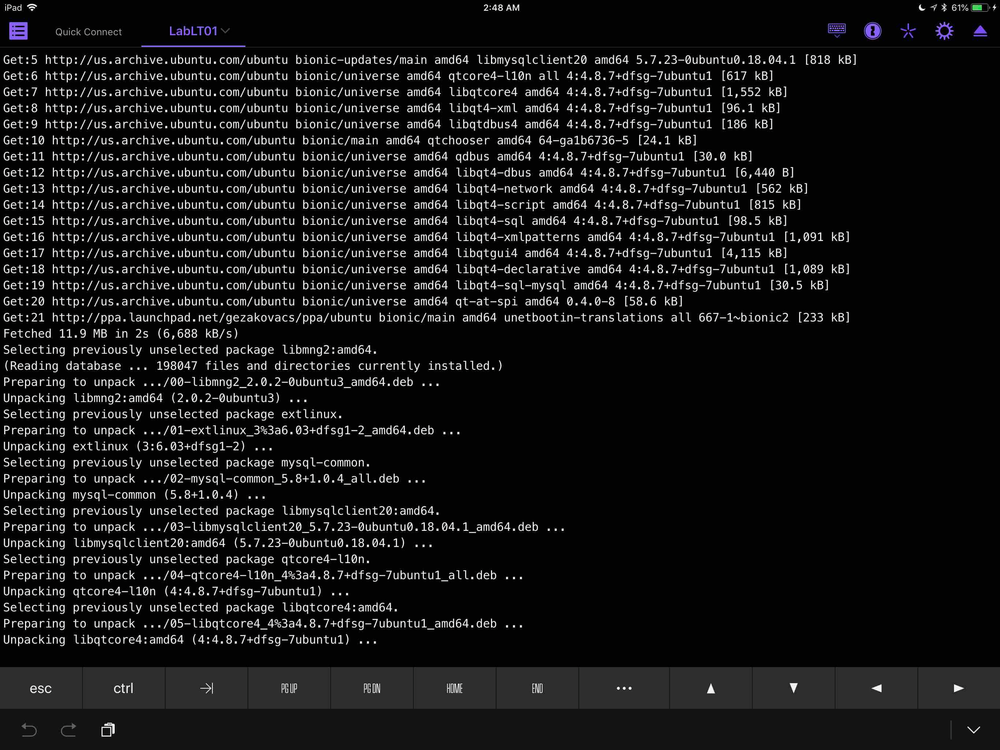 iPad 2:48 AM 61%
Quick Connect LabLT01
Get:5 http://us.archive.ubuntu.com/ubuntu bionic-updates/main amd64 libmysqlclient20 amd64 5.7.23-0ubuntu0.18.04.1 [818 kB]
Get:6 http://us.archive.ubuntu.com/ubuntu bionic/universe amd64 qtcore4-l10n all 4:4.8.7+dfsg-7ubuntu1 [617 kB]
Get:7 http://us.archive.ubuntu.com/ubuntu bionic/universe amd64 libqtcore4 amd64 4:4.8.7+dfsg-7ubuntu1 [1,552 kB]
Get:8 http://us.archive.ubuntu.com/ubuntu bionic/universe amd64 libqt4-xml amd64 4:4.8.7+dfsg-7ubuntu1 [96.1 kB]
Get:9 http://us.archive.ubuntu.com/ubuntu bionic/universe amd64 libqtdbus4 amd64 4:4.8.7+dfsg-7ubuntu1 [186 kB]
Get:10 http://us.archive.ubuntu.com/ubuntu bionic/main amd64 qtchooser amd64 64-ga1b6736-5 [24.1 kB]
Get:11 http://us.archive.ubuntu.com/ubuntu bionic/universe amd64 qdbus amd64 4:4.8.7+dfsg-7ubuntu1 [30.0 kB]
Get:12 http://us.archive.ubuntu.com/ubuntu bionic/universe amd64 libqt4-dbus amd64 4:4.8.7+dfsg-7ubuntu1 [6,440 B]
Get:13 http://us.archive.ubuntu.com/ubuntu bionic/universe amd64 libqt4-network amd64 4:4.8.7+dfsg-7ubuntu1 [562 kB]
Get:14 http://us.archive.ubuntu.com/ubuntu bionic/universe amd64 libqt4-script amd64 4:4.8.7+dfsg-7ubuntu1 [815 kB]
Get:15 http://us.archive.ubuntu.com/ubuntu bionic/universe amd64 libqt4-sql amd64 4:4.8.7+dfsg-7ubuntu1 [98.5 kB]
Get:16 http://us.archive.ubuntu.com/ubuntu bionic/universe amd64 libqt4-xmlpatterns amd64 4:4.8.7+dfsg-7ubuntu1 [1,091 kB]
Get:17 http://us.archive.ubuntu.com/ubuntu bionic/universe amd64 libqtgui4 amd64 4:4.8.7+dfsg-7ubuntu1 [4,115 kB]
Get:18 http://us.archive.ubuntu.com/ubuntu bionic/universe amd64 libqt4-declarative amd64 4:4.8.7+dfsg-7ubuntu1 [1,089 kB]
Get:19 http://us.archive.ubuntu.com/ubuntu bionic/universe amd64 libqt4-sql-mysql amd64 4:4.8.7+dfsg-7ubuntu1 [30.5 kB]
Get:20 http://us.archive.ubuntu.com/ubuntu bionic/universe amd64 qt-at-spi amd64 0.4.0-8 [58.6 kB]
Get:21 http://ppa.launchpad.net/gezakovacs/ppa/ubuntu bionic/main amd64 unetbootin-translations all 667-1~bionic2 [233 kB]
Fetched 11.9 MB in 2s (6,688 kB/s)
Selecting previously unselected package libmng2:amd64.
(Reading database ... 198047 files and directories currently installed.)
Preparing to unpack .../00-libmng2_2.0.2-0ubuntu3_amd64.deb ...
Unpacking libmng2:amd64 (2.0.2-0ubuntu3) ...
Selecting previously unselected package extlinux.
Preparing to unpack .../01-extlinux_3%3a6.03+dfsg1-2_amd64.deb ...
Unpacking extlinux (3:6.03+dfsg1-2) ...
Selecting previously unselected package mysql-common.
Preparing to unpack .../02-mysql-common_5.8+1.0.4_all.deb ...
Unpacking mysql-common (5.8+1.0.4) ...
Selecting previously unselected package libmysqlclient20:amd64.
Preparing to unpack .../03-libmysqlclient20_5.7.23-0ubuntu0.18.04.1_amd64.deb ...
Unpacking libmysqlclient20:amd64 (5.7.23-0ubuntu0.18.04.1) ...
Selecting previously unselected package qtcore4-l10n.
Preparing to unpack .../04-qtcore4-l10n_4%3a4.8.7+dfsg-7ubuntu1_all.deb ...
Unpacking qtcore4-l10n (4:4.8.7+dfsg-7ubuntu1) ...
Selecting previously unselected package libqtcore4:amd64.
Preparing to unpack .../05-libqtcore4_4%3a4.8.7+dfsg-7ubuntu1_amd64.deb ...
Unpacking libqtcore4:amd64 (4:4.8.7+dfsg-7ubuntu1) ...
esc ctrl PG UP PG DN HOME END